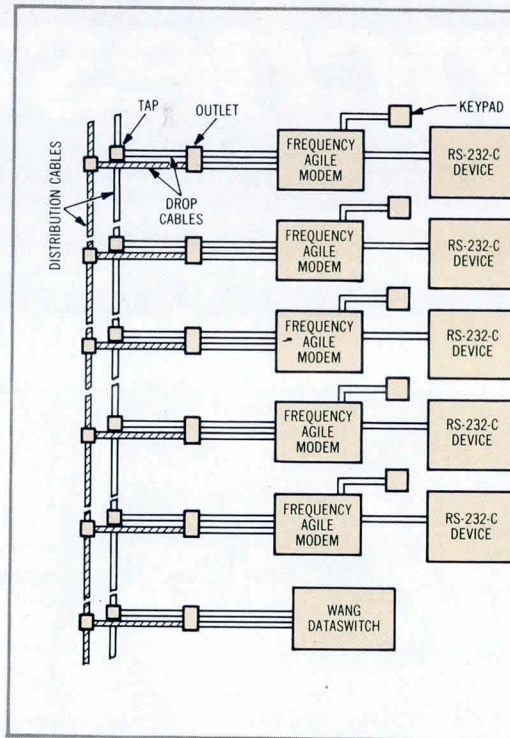 TAP
OUTLET
KEYPAD
DISTRIBUTION CABLES
DROP
CABLES
FREQUENCY
AGILE
MODEM
RS-232-C
DEVICE
FREQUENCY
AGILE
MODEM
RS-232-C
DEVICE
FREQUENCY
AGILE
MODEM
RS-232-C
DEVICE
FREQUENCY
AGILE
MODEM
RS-232-C
DEVICE
FREQUENCY
AGILE
MODEM
RS-232-C
DEVICE
WANG
DATASWITCH